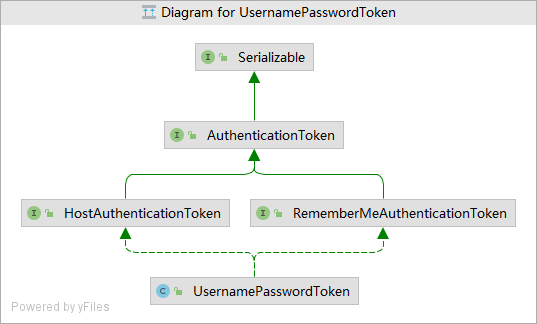 Diagram for UsernamePasswordToken
I Serializable
I AuthenticationToken
I HostAuthenticationToken
I RememberMeAuthenticationToken
C UsernamePasswordToken
Powered by yFiles